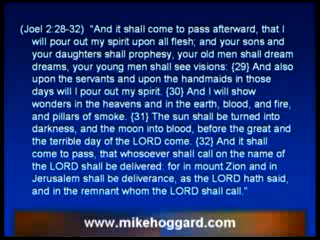 (Joel 2:28-32) "And it shall come to pass afterward, that I
will pour out my spirit upon all flesh; and your sons and
your daughters shall prophesy, your old men shall dream
dreams, your young men shall see visions: {29} And also
upon the servants and upon the handmaids in those
days will I pour out my spirit. {30} And I will show
wonders in the heavens and in the earth, blood, and fire,
and pillars of smoke. {31} The sun shall be turned into
darkness, and the moon into blood, before the great and
the terrible day of the LORD come. {32} And it shall
come to pass, that whosoever shall call on the name of
the LORD shall be delivered: for in mount Zion and in
Jerusalem shall be deliverance, as the LORD hath said,
and in the remnant whom the LORD shall call."
www.mikehoggard.com